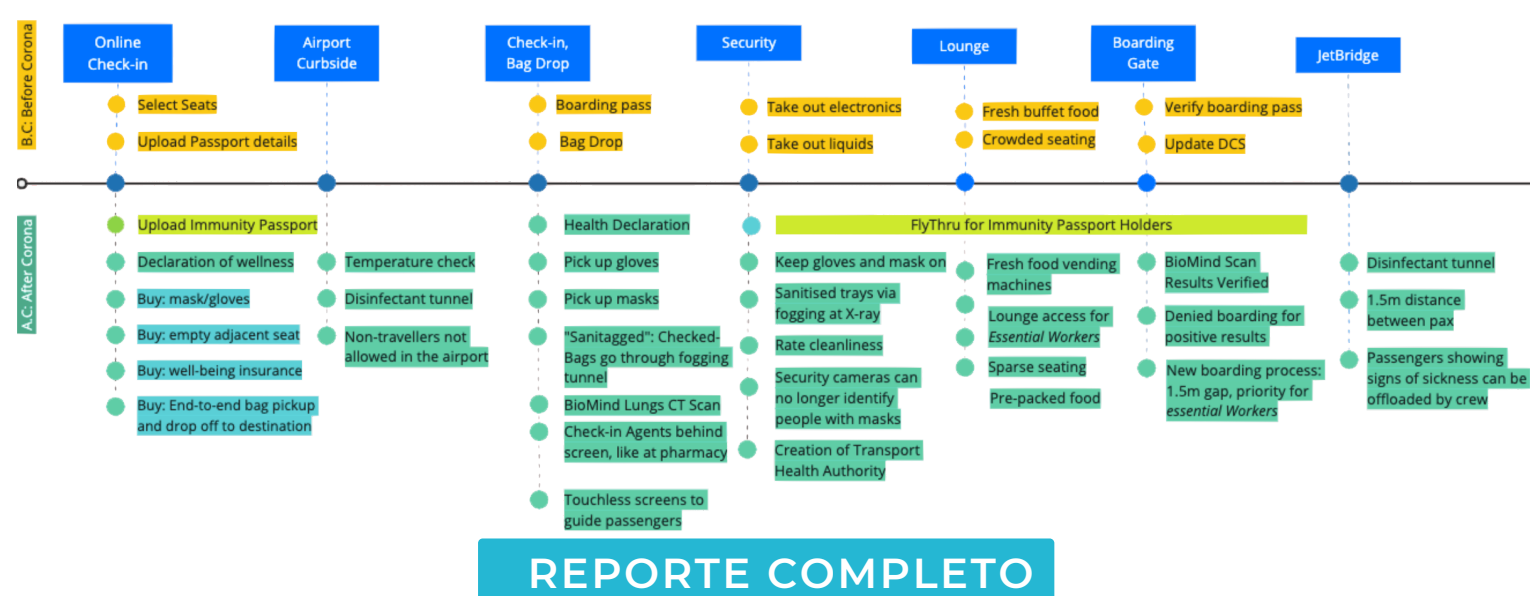 B.C: Before Corona
Online
Check-in
Select Seats
Upload Passport details
Airport
Curbside
Check-in,
Bag Drop
Boarding pass
Bag Drop
Security
Take out electronics
Take out liquids
Lounge
Fresh buffet food
Crowded seating
Boarding
Gate
Verify boarding pass
Update DCS
JetBridge
A.C: After Corona
Upload Immunity Passport
Declaration of wellness
Buy: mask/gloves
Buy: empty adjacent seat
Buy: well-being insurance
Buy: End-to-end bag pickup
and drop off to destination
Temperature check
Disinfectant tunnel
Non-travellers not
allowed in the airport
Health Declaration
Pick up gloves
Pick up masks
"Sanitagged": Checked-
Bags go through fogging
tunnel
BioMind Lungs CT Scan
Check-in Agents behind
screen, like at pharmacy
Touchless screens to
guide passengers
FlyThru for Immunity Passport Holders
Keep gloves and mask on
Sanitised trays via
fogging at X-ray
Rate cleanliness
Security cameras can
no longer identify
people with masks
Creation of Transport
Health Authority
Fresh food vending
machines
Lounge access for
Essential Workers
Sparse seating
Pre-packed food
BioMind Scan
Results Verified
Denied boarding for
positive results
New boarding process:
1.5m gap, priority for
essential Workers
Disinfectant tunnel
1.5m distance
between pax
Passengers showing
signs of sickness can be
offloaded by crew
REPORTE COMPLETO